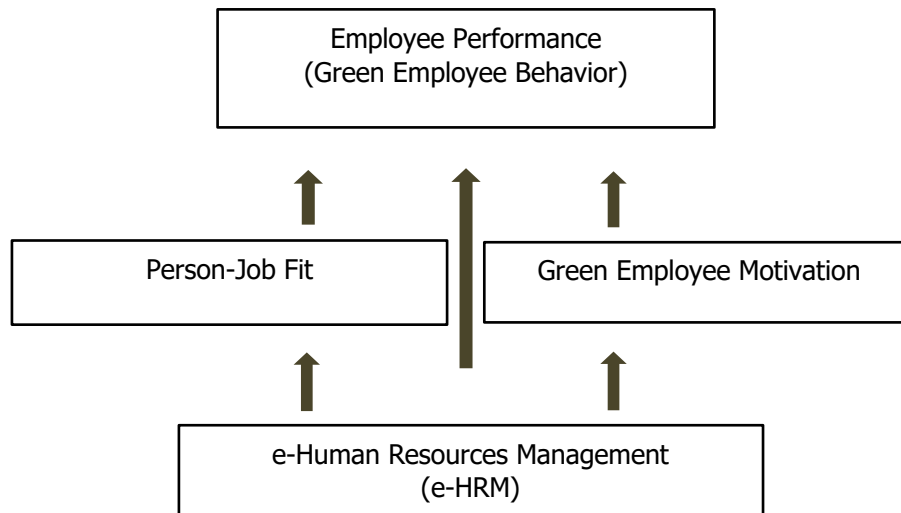 Employee Performance
(Green Employee Behavior)
Person-Job Fit
Green Employee Motivation
e-Human Resources Management
(e-HRM)